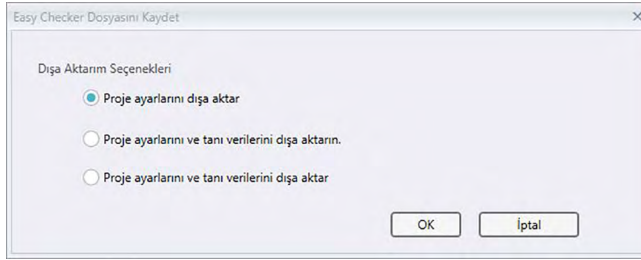 Easy Checker Dosyasını Kaydet
Dışa Aktarım Seçenekleri
Proje ayarlarını dışa aktar
Proje ayarlarını ve tanı verilerini dışa aktarın.
Proje ayarlarını ve tanı verilerini dışa aktar
OK
İptal